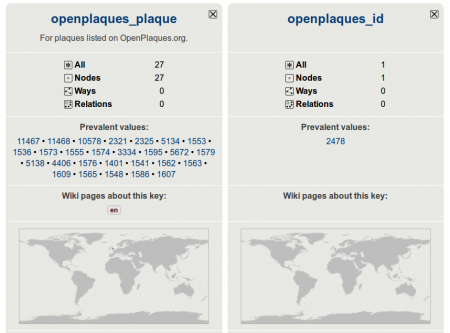 openplaques_plaque
For plaques listed on OpenPlaques.org.
All 27
Nodes 27
Ways 0
Relations 0
Prevalent values:
11467 • 11468 • 10578 • 2321 • 2325 • 5134 • 1553 •
1536 • 1573 • 1555 • 1574 • 3334 • 1595 • 5672 • 1579
• 5138 • 4406 • 1576 • 1401 • 1541 • 1562 • 1563 •
1609 • 1565 • 1548 • 1586 • 1607
Wiki pages about this key:
en
openplaques_id
All 1
Nodes 1
Ways 0
Relations 0
Prevalent values:
2478
Wiki pages about this key: